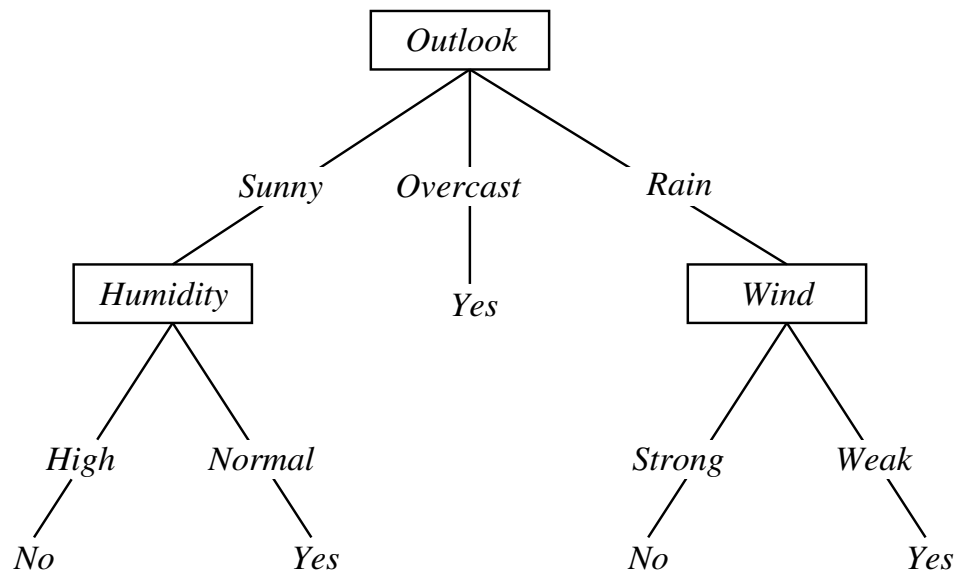 Outlook
Sunny Overcast Rain
Humidity Yes Wind
High Normal Strong Weak
No Yes No Yes